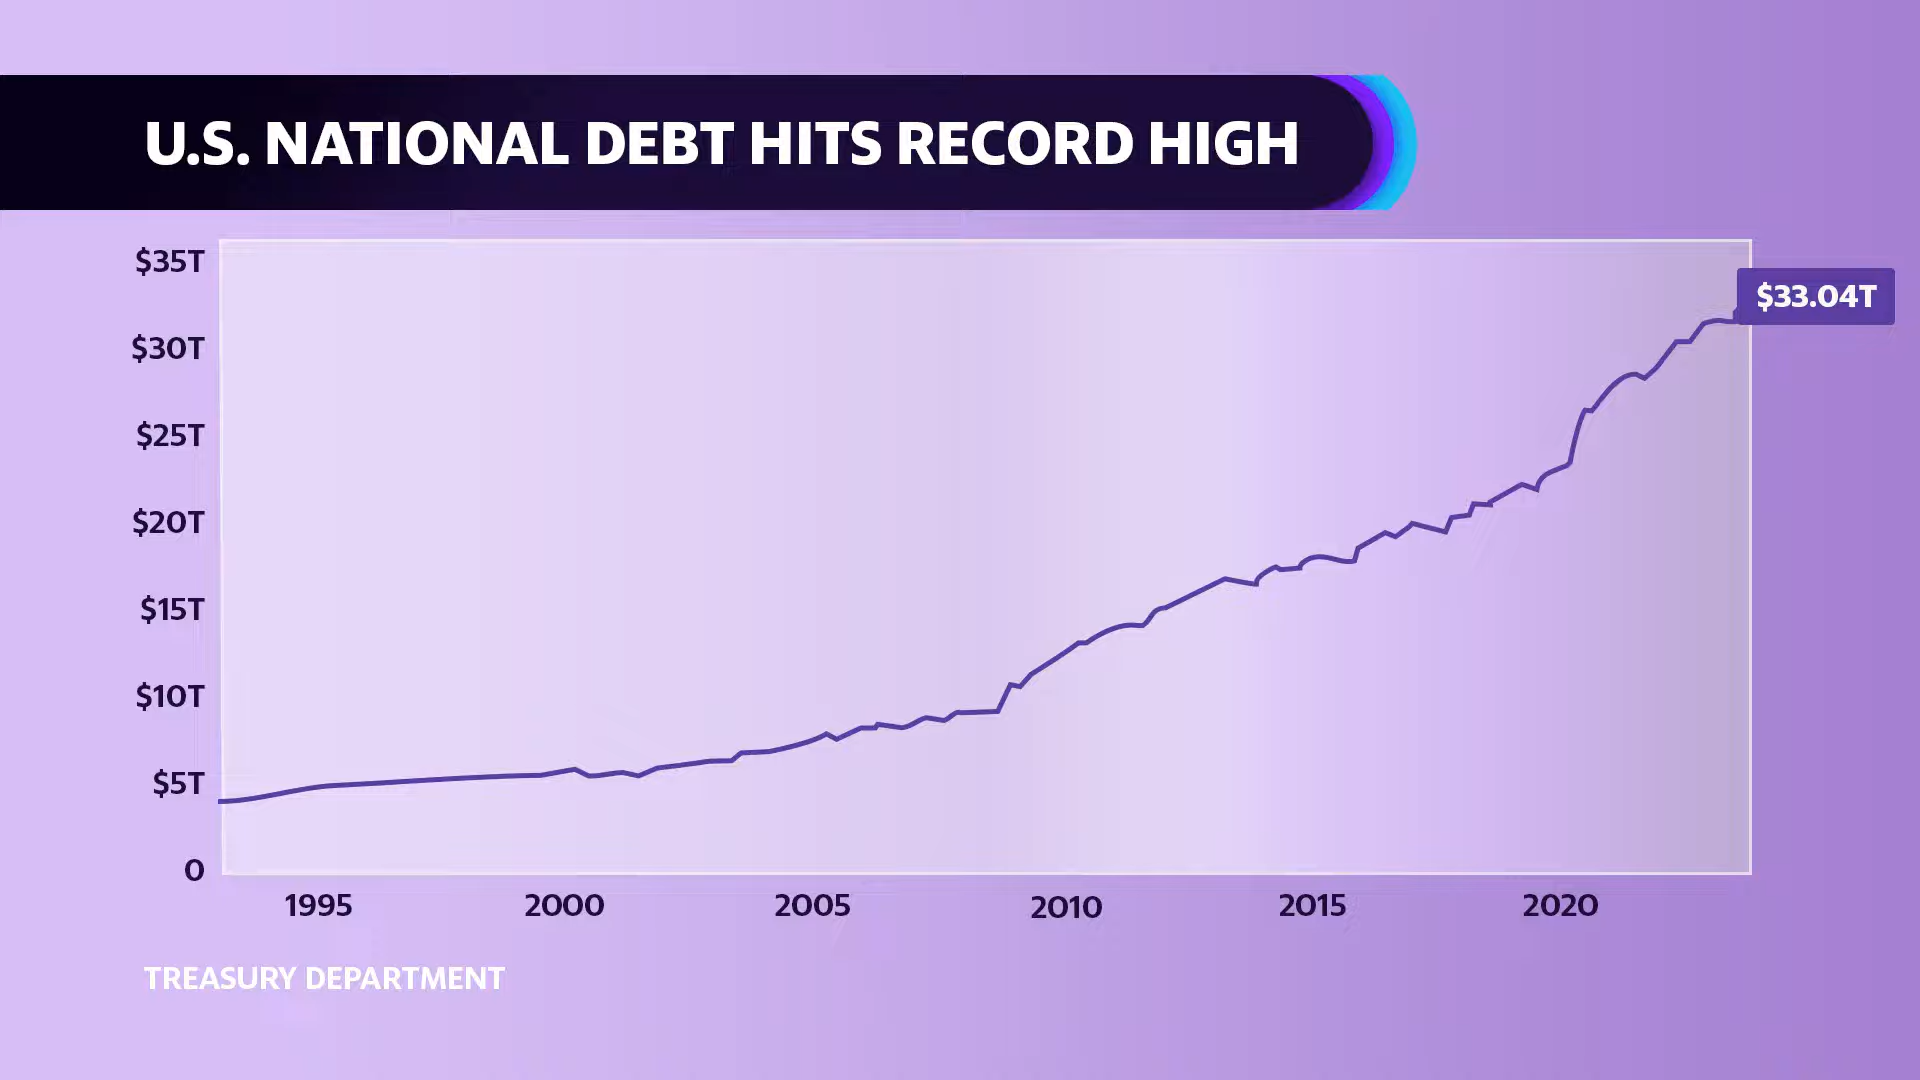 U.S. NATIONAL DEBT HITS RECORD HIGH
$35T
$33.04T
$30T
$25T
$20T
$15T
$10T
$5T
0
1995 2000 2005 2010 2015 2020
TREASURY DEPARTMENT